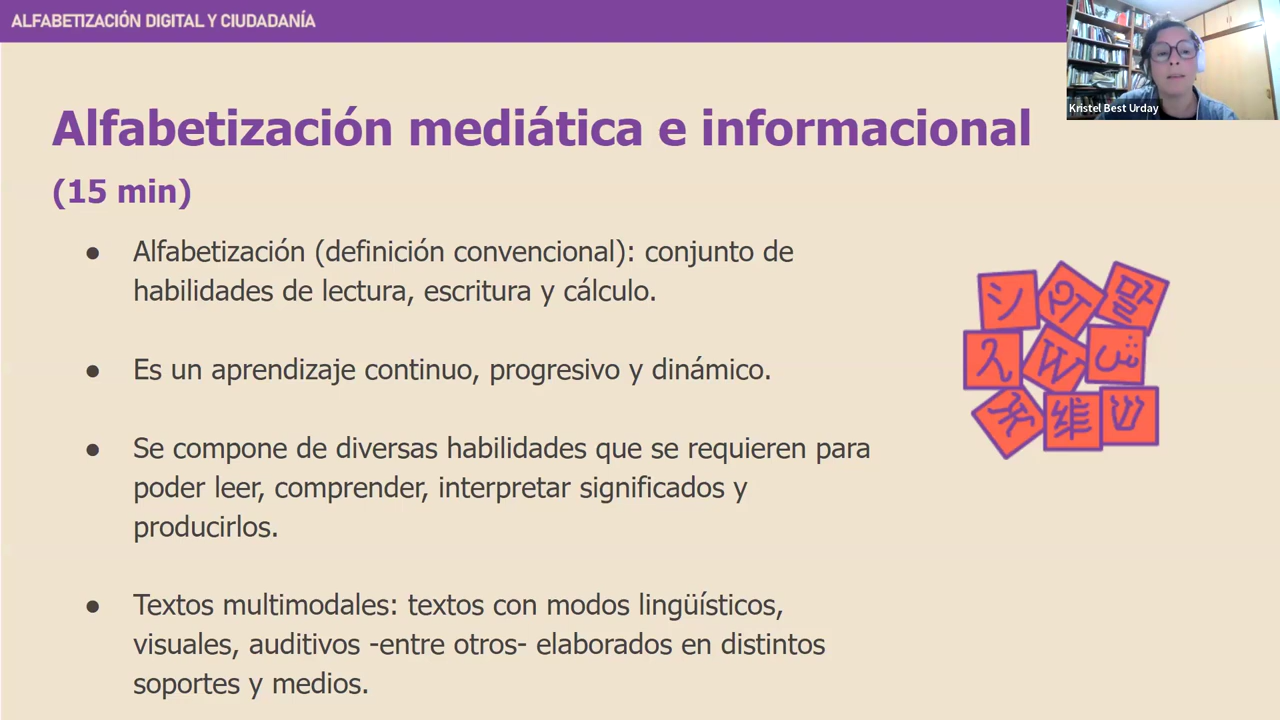 ALFABETIZACIÓN DIGITAL Y CIUDADANÍA
Kristel Best Urday
Alfabetización mediática e informacional
(15 min)
● Alfabetización (definición convencional): conjunto de
habilidades de lectura, escritura y cálculo.
● Es un aprendizaje continuo, progresivo y dinámico.
● Se compone de diversas habilidades que se requieren para
poder leer, comprender, interpretar significados y
producirlos.
● Textos multimodales: textos con modos lingüísticos,
visuales, auditivos -entre otros- elaborados en distintos
soportes y medios.
シ 말
W
維 ש